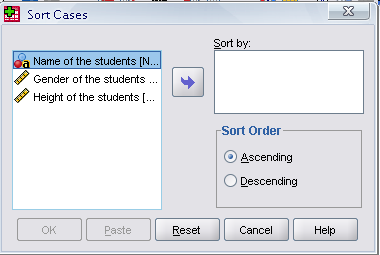 Sort Cases
Sort by:
a Name of the students [N...
Gender of the students ...
Height of the students [...
Sort Order
Ascending
Descending
OK
Paste
Reset
Cancel
Help